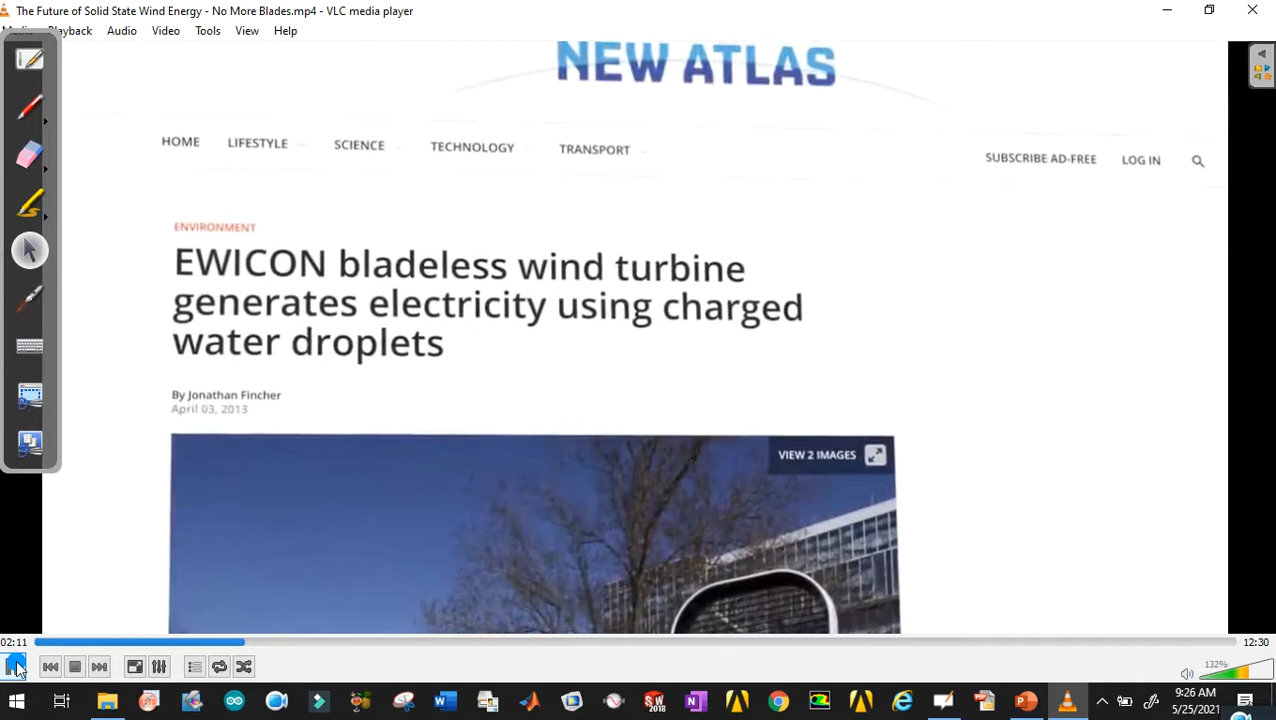 The Future of Solid State Wind Energy - No More Blades.mp4 - VLC media player
Playback Audio Video Tools View Help
NEW ATLAS
HOME LIFESTYLE SCIENCE TECHNOLOGY TRANSPORT
SUBSCRIBE AD-FREE LOG IN
ENVIRONMENT
EWICON bladeless wind turbine
generates electricity using charged
water droplets
By Jonathan Fincher
April 03, 2013
VIEW 2 IMAGES
02:11
12:30
132%
SW
2018
9:26 AM
5/25/2021